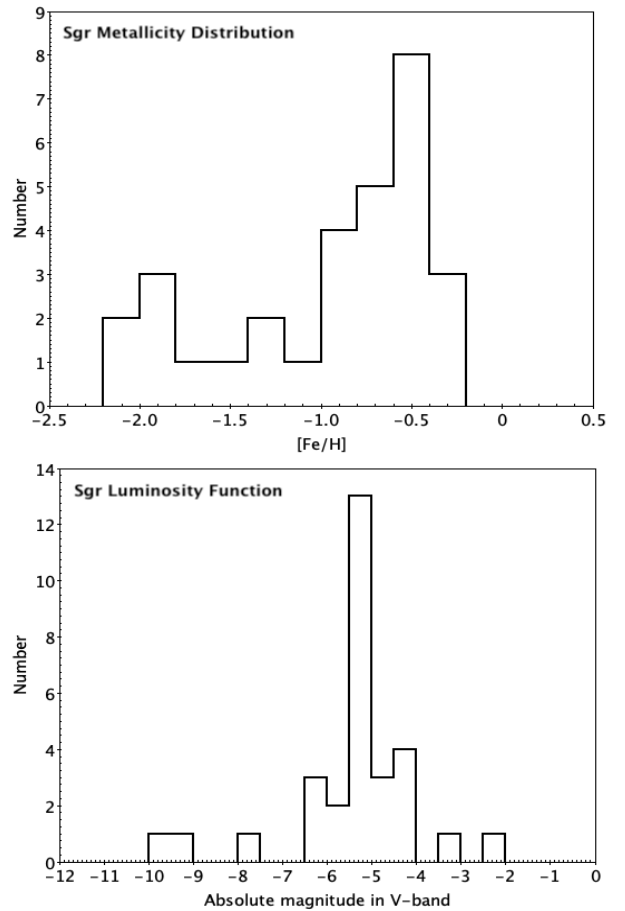 Sgr Metallicity Distribution
9
8
7
6
5
4
3
2
1
0
Number
−2.5 −2.0 −1.5 −1.0 −0.5 0 0.5
[Fe/H]
Sgr Luminosity Function
14
12
10
8
6
4
2
0
Number
−12 −11 −10 −9 −8 −7 −6 −5 −4 −3 −2 −1 0
Absolute magnitude in V-band